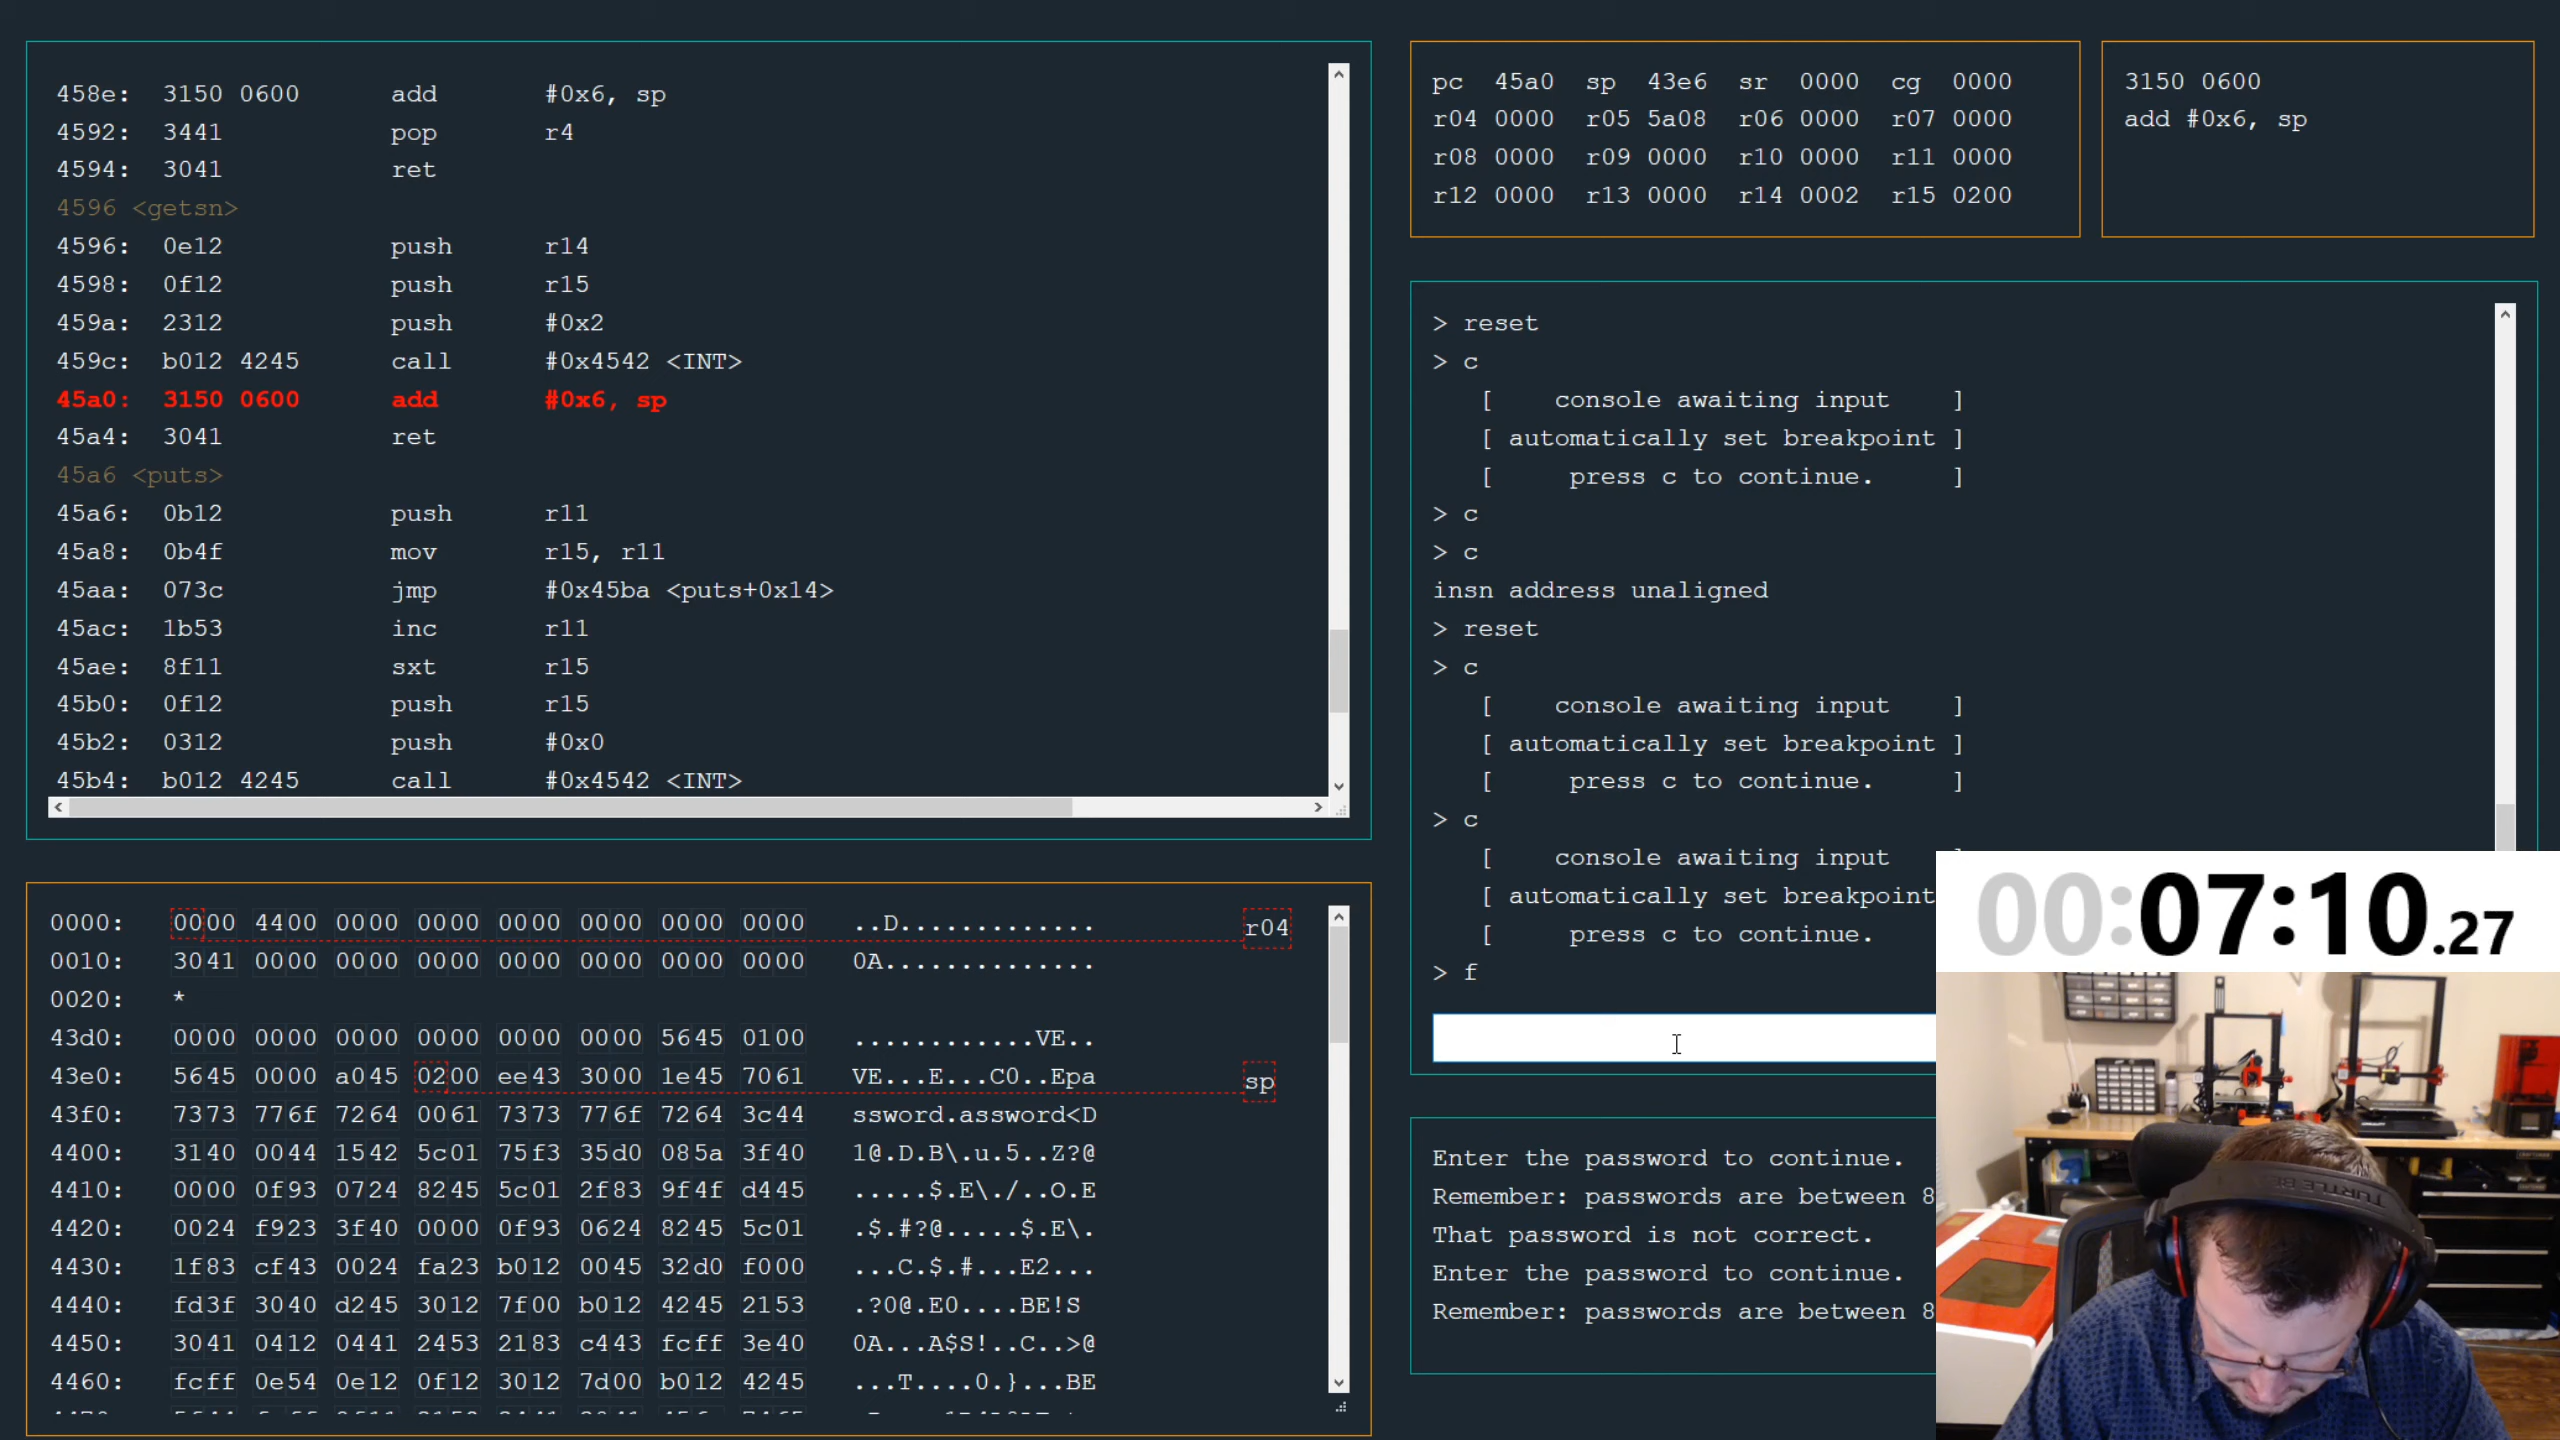 458e: 3150 0600 add #0x6, sp
4592: 3441 pop r4
4594: 3041 ret
4596 <getsn>
4596: 0e12 push r14
4598: 0f12 push r15
459a: 2312 push #0x2
459c: b012 4245 call #0x4542 <INT>
45a0: 3150 0600 add #0x6, sp
45a4: 3041 ret
45a6 <puts>
45a6: 0b12 push r11
45a8: 0b4f mov r15, r11
45aa: 073c jmp #0x45ba <puts+0x14>
45ac: 1b53 inc r11
45ae: 8f11 sxt r15
45b0: 0f12 push r15
45b2: 0312 push #0x0
45b4: b012 4245 call #0x4542 <INT>
0000: 0000 4400 0000 0000 0000 0000 0000 0000 ..D............. r04
0010: 3041 0000 0000 0000 0000 0000 0000 0000 0A..............
0020: *
43d0: 0000 0000 0000 0000 0000 0000 5645 0100 ............VE..
43e0: 5645 0000 a045 0200 ee43 3000 1e45 7061 VE...E...C0..Epa sp
43f0: 7373 776f 7264 0061 7373 776f 7264 3c44 ssword.assword<D
4400: 3140 0044 1542 5c01 75f3 35d0 085a 3f40 1@.D.B\.u.5..Z?@
4410: 0000 0f93 0724 8245 5c01 2f83 9f4f d445 .....$.E\./..O.E
4420: 0024 f923 3f40 0000 0f93 0624 8245 5c01 .$.#?@.....$.E\.
4430: 1f83 cf43 0024 fa23 b012 0045 32d0 f000 ...C.$.#...E2...
4440: fd3f 3040 d245 3012 7f00 b012 4245 2153 .?0@.E0....BE!S
4450: 3041 0412 0441 2453 2183 c443 fcff 3e40 0A...A$S!..C..>@
4460: fcff 0e54 0e12 0f12 3012 7d00 b012 4245 ...T....0.}...BE
pc 45a0 sp 43e6 sr 0000 cg 0000
r04 0000 r05 5a08 r06 0000 r07 0000
r08 0000 r09 0000 r10 0000 r11 0000
r12 0000 r13 0000 r14 0002 r15 0200
3150 0600
add #0x6, sp
> reset
> c
[ console awaiting input ]
[ automatically set breakpoint ]
[ press c to continue. ]
> c
> c
insn address unaligned
> reset
> c
[ console awaiting input ]
[ automatically set breakpoint ]
[ press c to continue. ]
> c
[ console awaiting input ]
[ automatically set breakpoint
[ press c to continue.
> f
00:07:10.27
Enter the password to continue.
Remember: passwords are between 8
That password is not correct.
Enter the password to continue.
Remember: passwords are between 8